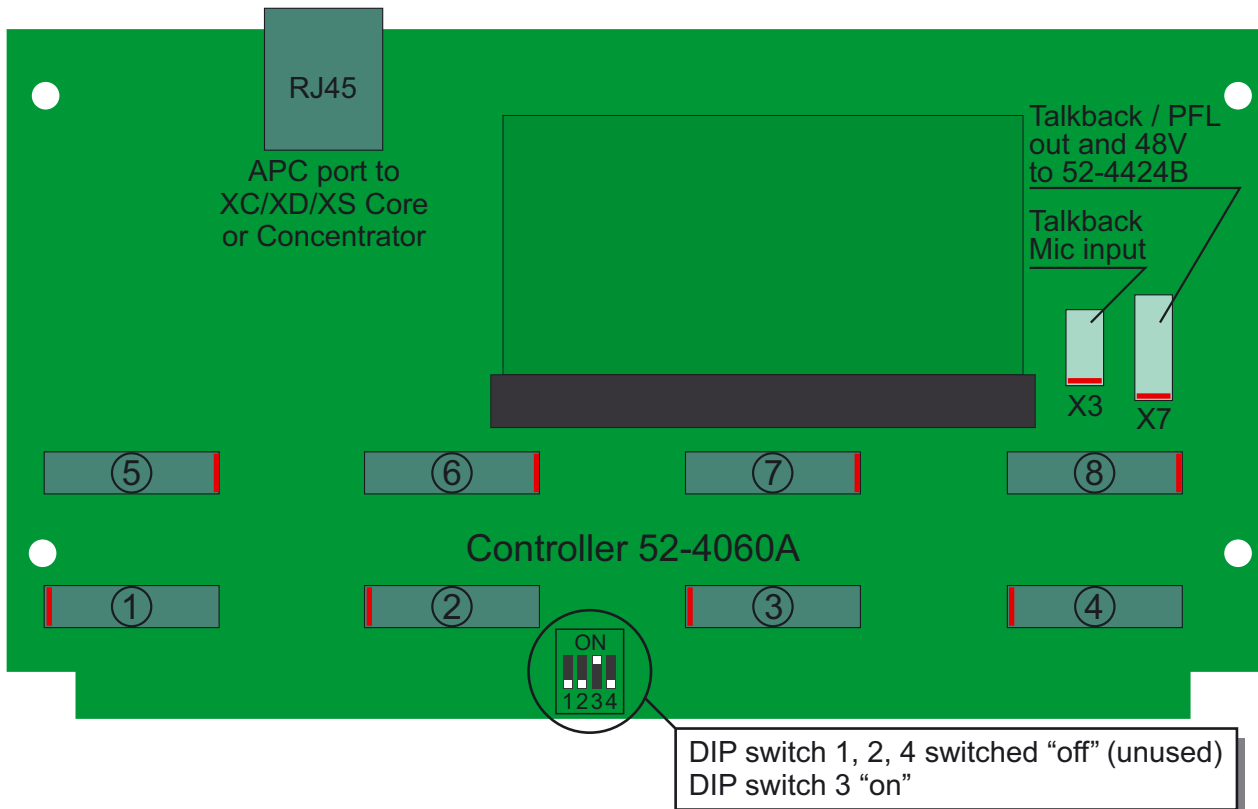 RJ45
APC port to
XC/XD/XS Core
or Concentrator
Talkback / PFL
out and 48V
to 52-4424B
Talkback
Mic input
X3
X7
5
6
7
8
Controller 52-4060A
1
2
3
4
ON
1234
DIP switch 1, 2, 4 switched “off” (unused)
DIP switch 3 “on”